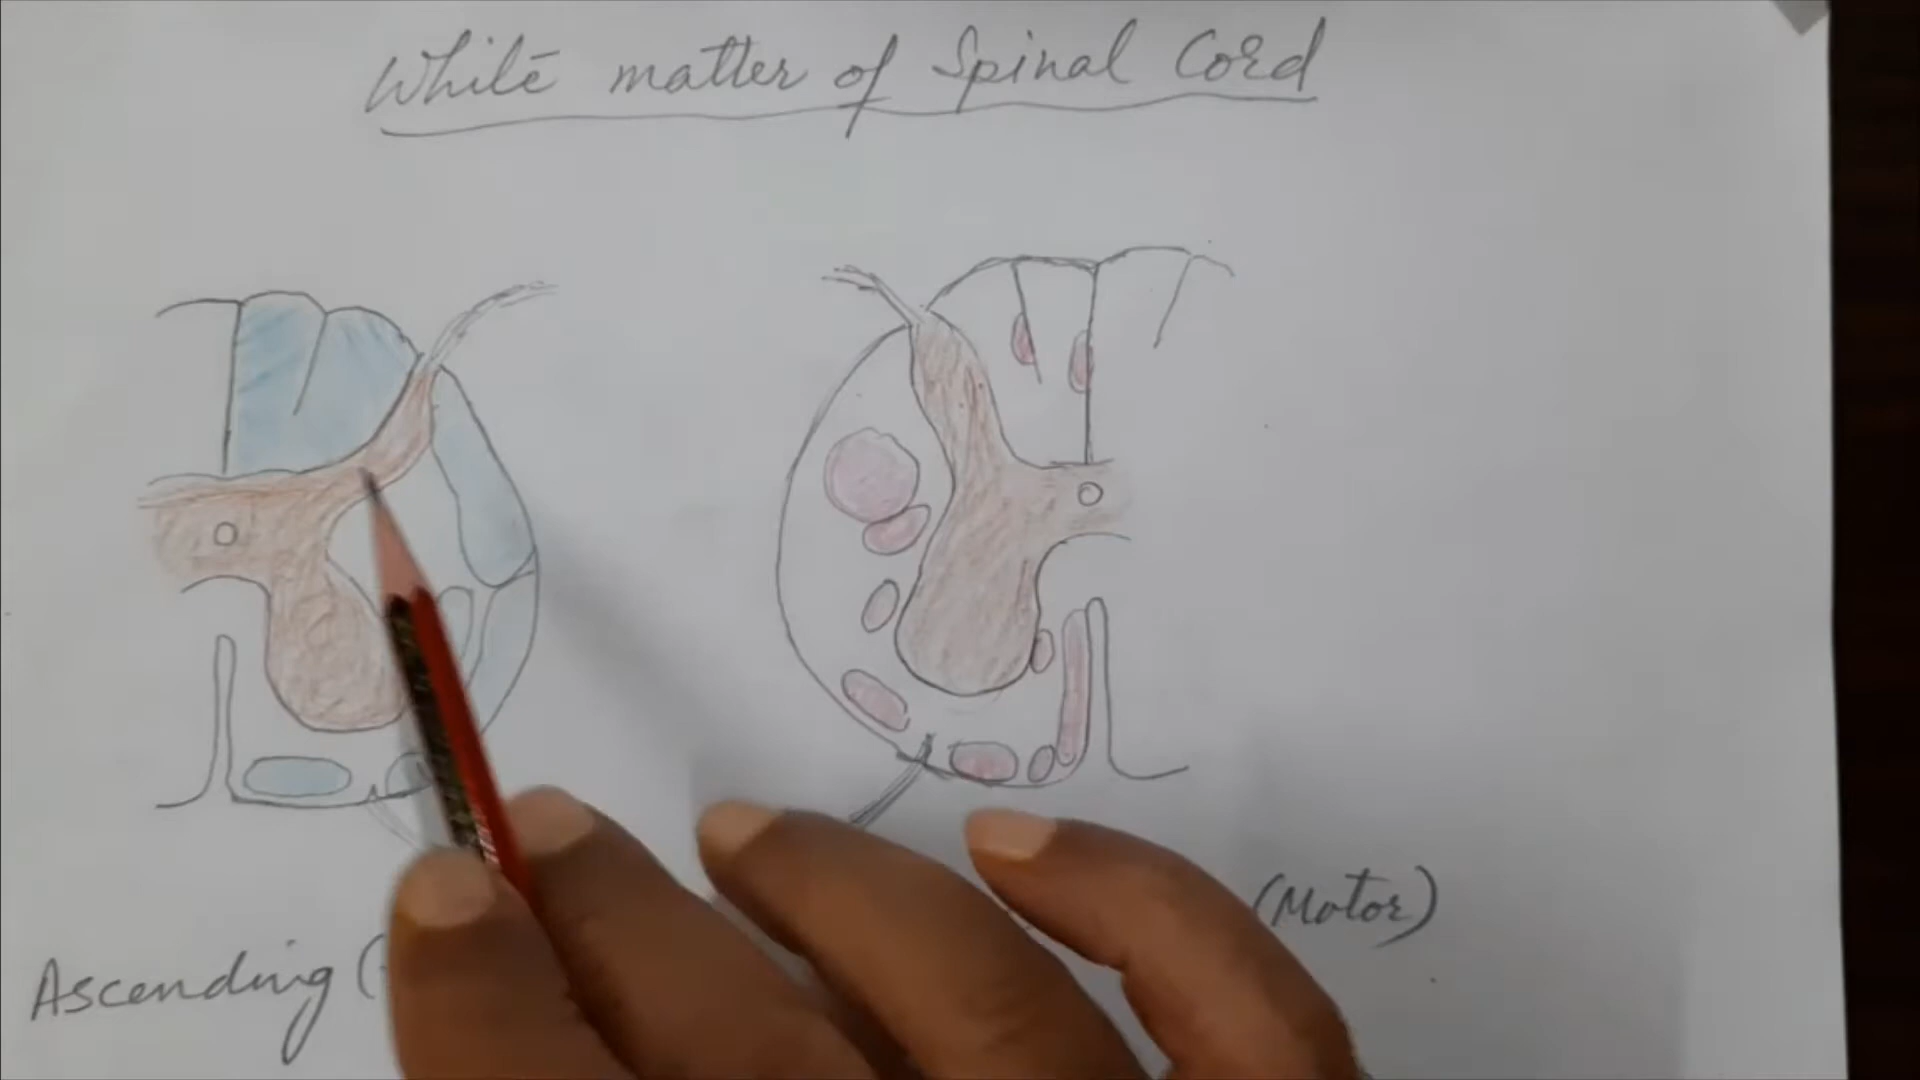 White matter of Spinal Cord
(Motor)
Ascending (